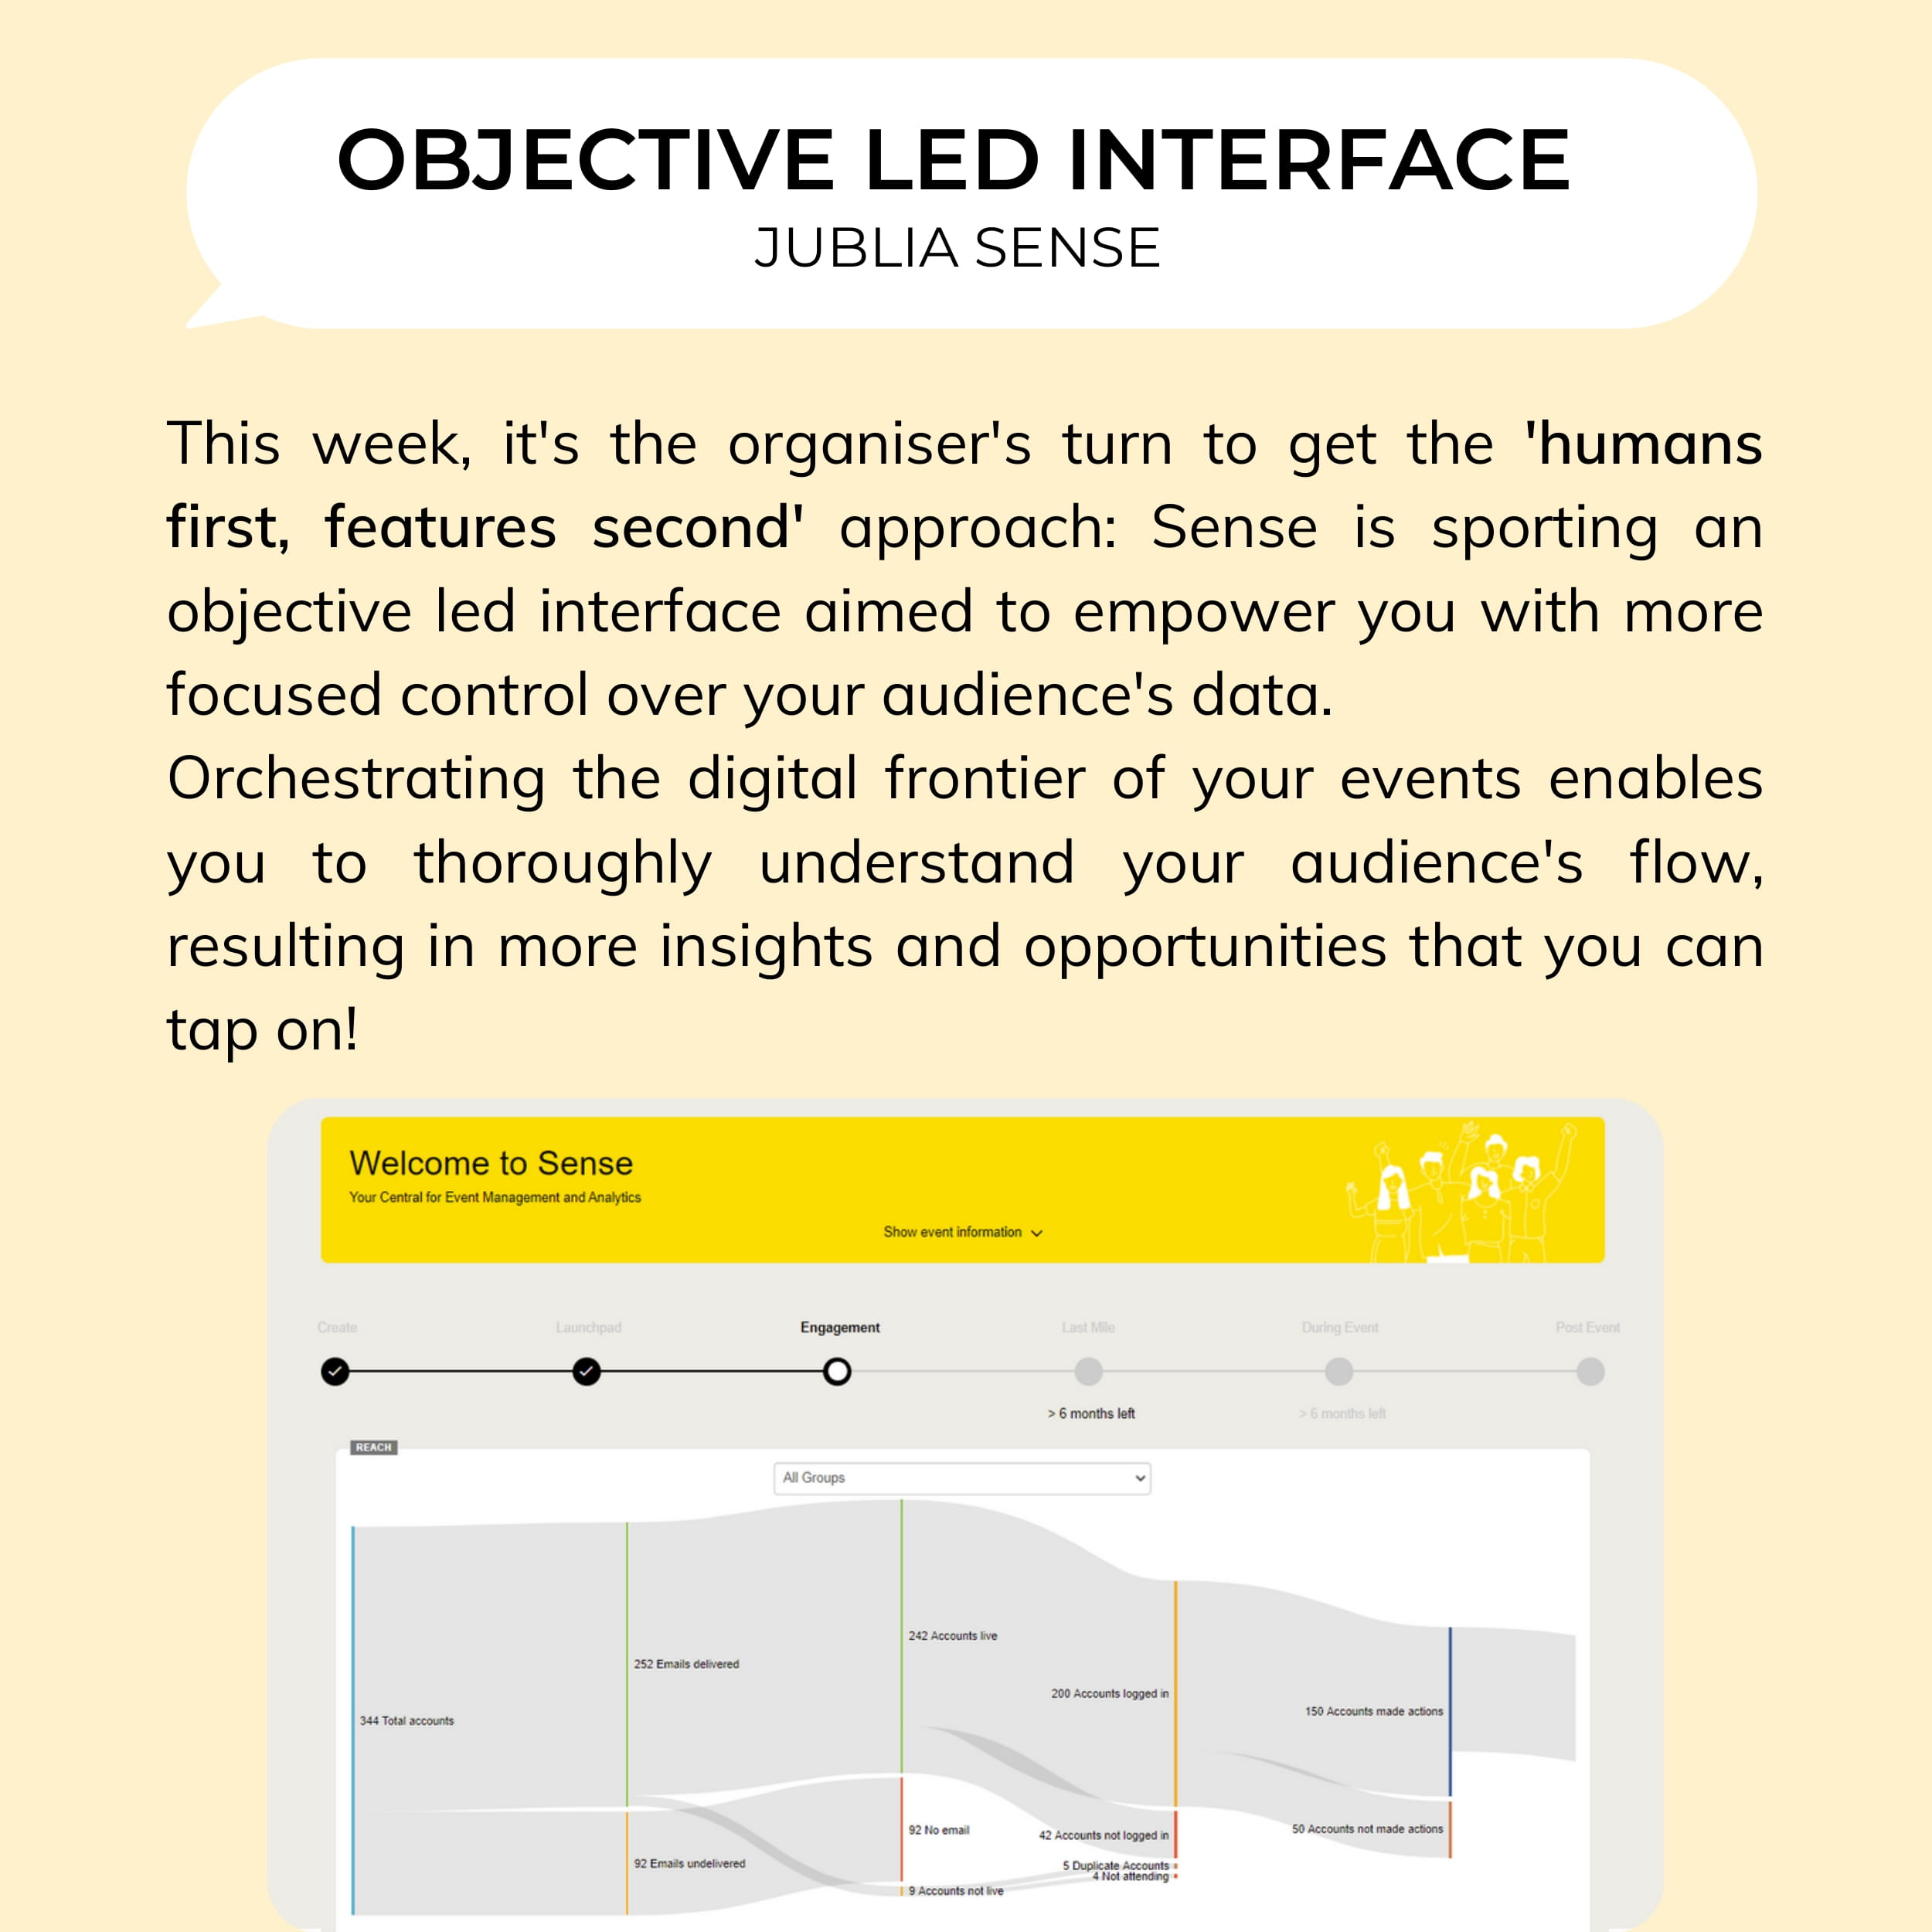 OBJECTIVE LED INTERFACE
JUBLIA SENSE
This week, it's the organiser's turn to get the 'humans
first, features second' approach: Sense is sporting an
objective led interface aimed to empower you with more
focused control over your audience's data.
Orchestrating the digital frontier of your events enables
you to thoroughly understand your audience's flow,
resulting in more insights and opportunities that you can
tap on!
Welcome to Sense
Your Central for Event Management and Analytics
Show event information
Create
Launchpad
Engagement
Last Mile
During Event
Post Event
> 6 months left
> 6 months left
REACH
All Groups
344 Total accounts
252 Emails delivered
92 Emails undelivered
242 Accounts live
92 No email
9 Accounts not live
200 Accounts logged in
42 Accounts not logged in
5 Duplicate Accounts
4 Not attending
150 Accounts made actions
50 Accounts not made actions